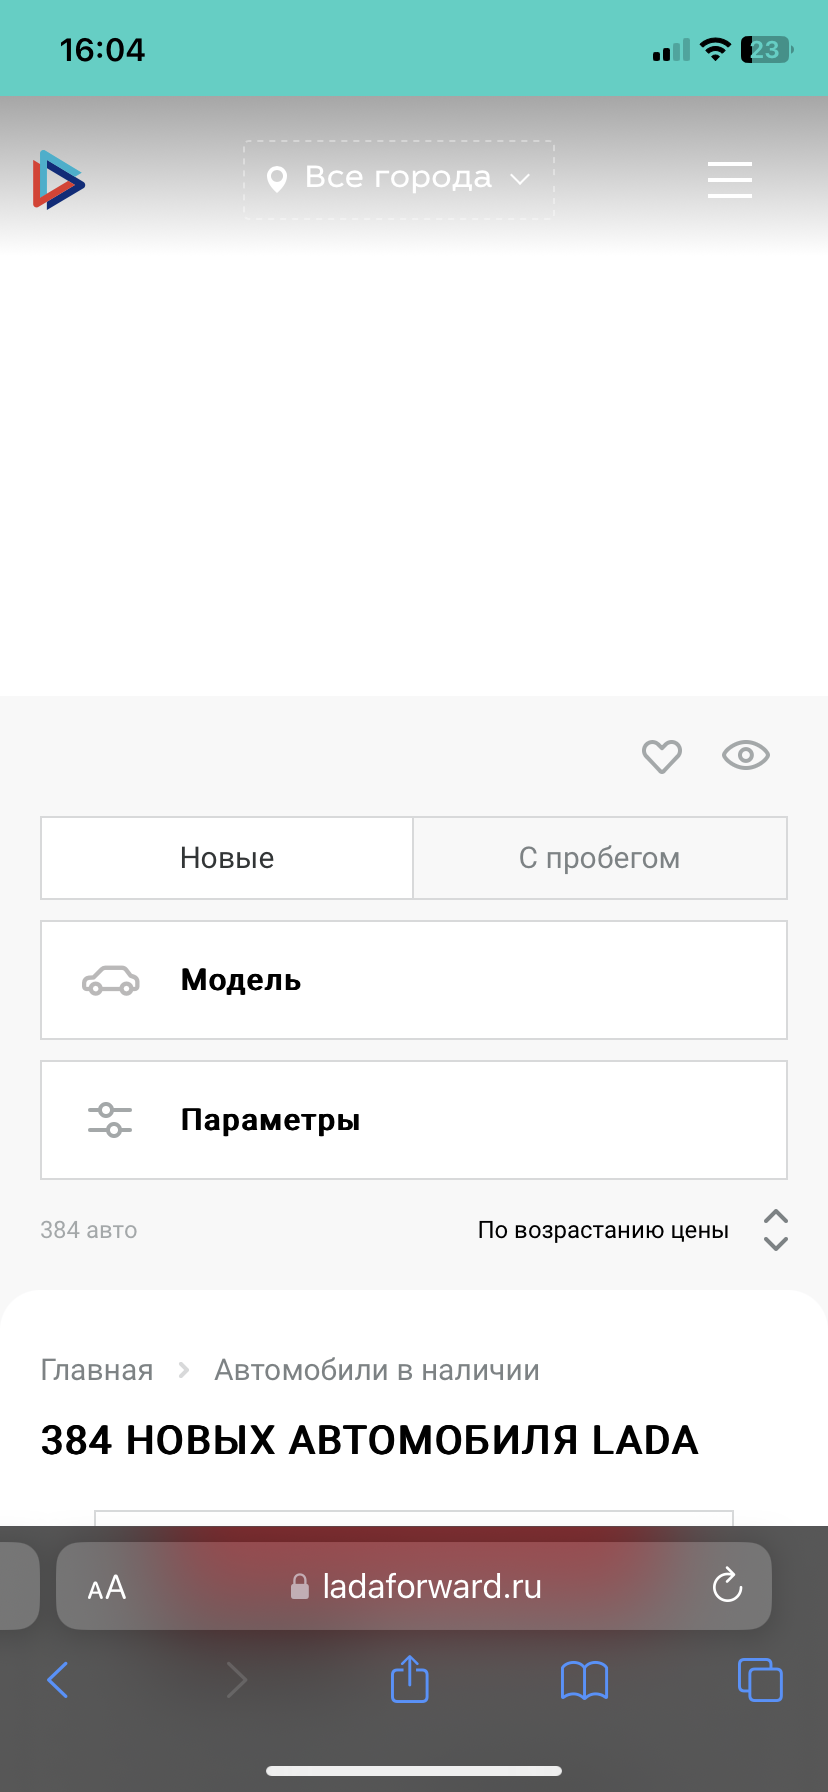 16:04
23
Все города
Новые
С пробегом
Модель
Параметры
384 авто
По возрастанию цены
Главная
Автомобили в наличии
384 НОВЫХ АВТОМОБИЛЯ LADA
AA
ladaforward.ru